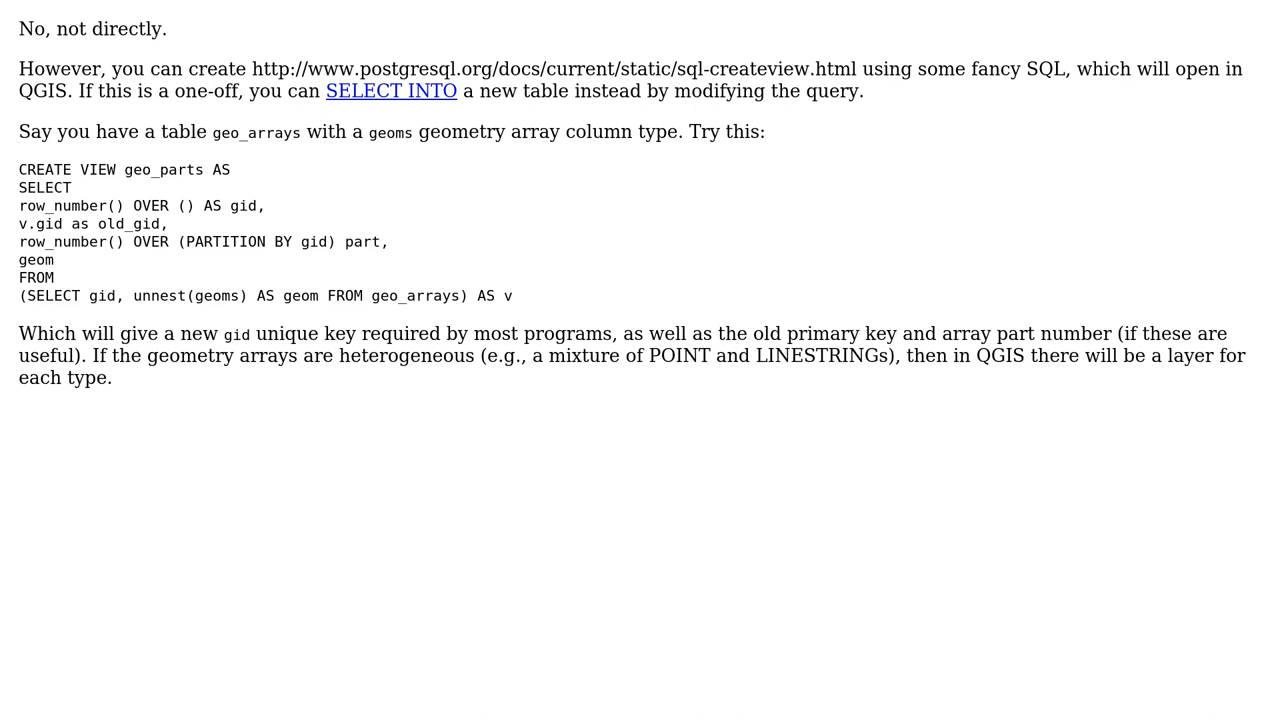 No, not directly.
However, you can create http://www.postgresql.org/docs/current/static/sql-createview.html using some fancy SQL, which will open in
QGIS. If this is a one-off, you can SELECT INTO a new table instead by modifying the query.
Say you have a table geo_arrays with a geoms geometry array column type. Try this:
CREATE VIEW geo_parts AS
SELECT
row_number() OVER () AS gid,
v.gid as old_gid,
row_number() OVER (PARTITION BY gid) part,
geom
FROM
(SELECT gid, unnest(geoms) AS geom FROM geo_arrays) AS v
Which will give a new gid unique key required by most programs, as well as the old primary key and array part number (if these are
useful). If the geometry arrays are heterogeneous (e.g., a mixture of POINT and LINESTRINGs), then in QGIS there will be a layer for
each type.